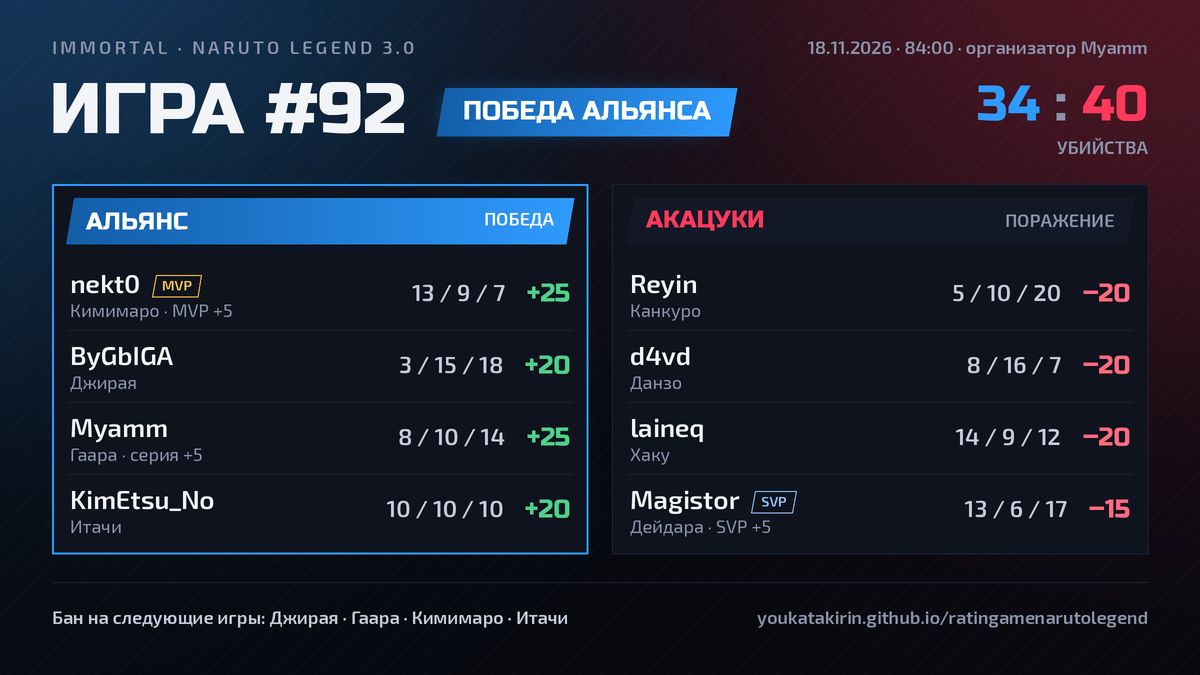 IMMORTAL · NARUTO LEGEND 3.0
18.11.2026 · 84:00 · организатор Myamm
ИГРА #92
ПОБЕДА АЛЬЯНСА
34 : 40
УБИЙСТВА
АЛЬЯНС ПОБЕДА
nekt0 MVP 13 / 9 / 7 +25
Кимимаро · MVP +5
ByGbIGA 3 / 15 / 18 +20
Джирая
Myamm 8 / 10 / 14 +25
Гаара · серия +5
KimEtsu_No 10 / 10 / 10 +20
Итачи
АКАЦУКИ ПОРАЖЕНИЕ
Reyin 5 / 10 / 20 −20
Канкуро
d4vd 8 / 16 / 7 −20
Данзо
laineq 14 / 9 / 12 −20
Хаку
Magistor SVP 13 / 6 / 17 −15
Дейдара · SVP +5
Бан на следующие игры: Джирая · Гаара · Кимимаро · Итачи
youkatakirin.github.io/ratingamenarutolegend